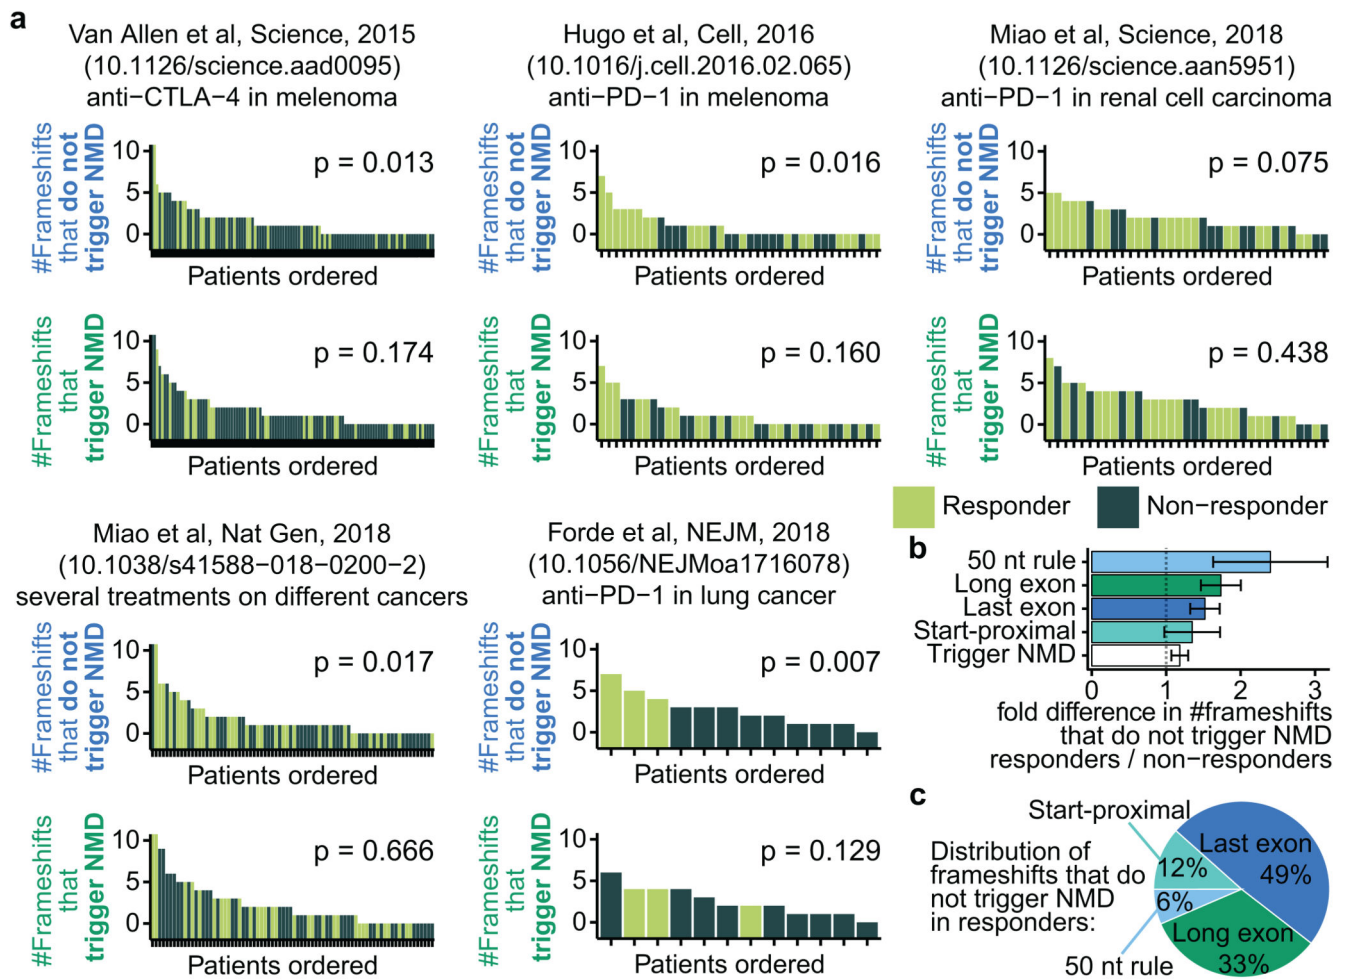 a
Van Allen et al, Science, 2015
(10.1126/science.aad0095)
anti−CTLA−4 in melenoma
#Frameshifts
that do not
trigger NMD
10
5
0
p = 0.013
Patients ordered
#Frameshifts
that
trigger NMD
10
5
0
p = 0.174
Patients ordered
Hugo et al, Cell, 2016
(10.1016/j.cell.2016.02.065)
anti−PD−1 in melenoma
#Frameshifts
that do not
trigger NMD
10
5
0
p = 0.016
Patients ordered
#Frameshifts
that
trigger NMD
10
5
0
p = 0.160
Patients ordered
Miao et al, Science, 2018
(10.1126/science.aan5951)
anti−PD−1 in renal cell carcinoma
#Frameshifts
that do not
trigger NMD
10
5
0
p = 0.075
Patients ordered
#Frameshifts
that
trigger NMD
10
5
0
p = 0.438
Patients ordered
Responder
Non−responder
Miao et al, Nat Gen, 2018
(10.1038/s41588−018−0200−2)
several treatments on different cancers
#Frameshifts
that do not
trigger NMD
10
5
0
p = 0.017
Patients ordered
#Frameshifts
that
trigger NMD
10
5
0
p = 0.666
Patients ordered
Forde et al, NEJM, 2018
(10.1056/NEJMoa1716078)
anti−PD−1 in lung cancer
#Frameshifts
that do not
trigger NMD
10
5
0
p = 0.007
Patients ordered
#Frameshifts
that
trigger NMD
10
5
0
p = 0.129
Patients ordered
b
50 nt rule
Long exon
Last exon
Start−proximal
Trigger NMD
0 1 2 3
fold difference in #frameshifts
that do not trigger NMD
responders / non−responders
c
Distribution of
frameshifts that do
not trigger NMD
in responders:
Start−proximal
12%
Last exon
49%
6%
50 nt rule
Long exon
33%